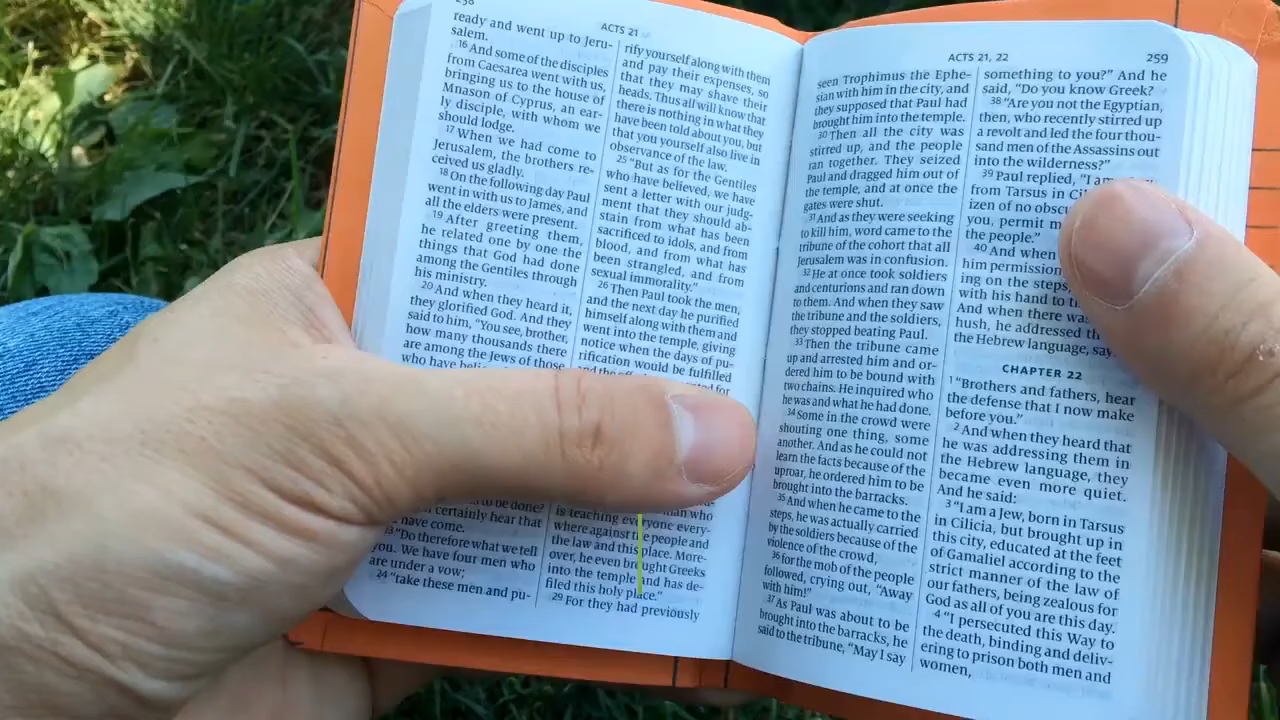 238
ACTS 21
ready and went up to Jeru-
salem.
16 And some of the disciples
from Caesarea went with us,
bringing us to the house of
Mnason of Cyprus, an ear-
ly disciple, with whom we
should lodge.
17 When we had come to
Jerusalem, the brothers re-
ceived us gladly.
18 On the following day Paul
went in with us to James, and
all the elders were present.
19 After greeting them,
he related one by one the
things that God had done
among the Gentiles through
his ministry.
20 And when they heard it,
they glorified God. And they
said to him, "You see, brother,
how many thousands there
are among the Jews of those
who have
to be done?
certainly hear that
have come.
"Do therefore what we tell
you. We have four men who
are under a vow;
24 "take these men and pu-
rify yourself along with them
and pay their expenses, so
that they may shave their
heads. Thus all will know that
there is nothing in what they
have been told about you, but
that you yourself also live in
observance of the law.
25 "But as for the Gentiles
who have believed, we have
sent a letter with our judg-
ment that they should ab-
stain from what has been
sacrificed to idols, and from
blood, and from what has
been strangled, and from
sexual immorality."
26 Then Paul took the men,
and the next day he purified
himself along with them and
went into the temple, giving
notice when the days of pu-
rification would be fulfilled
and the for
man who
is teaching everyone every-
where against the people and
the law and this place. More-
over, he even brought Greeks
into the temple and has de-
filed this holy place."
29 For they had previously
ACTS 21, 22
259
seen Trophimus the Ephe-
sian with him in the city, and
they supposed that Paul had
brought him into the temple.
30 Then all the city was
stirred up, and the people
ran together. They seized
Paul and dragged him out of
the temple, and at once the
gates were shut.
31 And as they were seeking
to kill him, word came to the
tribune of the cohort that all
Jerusalem was in confusion.
32 He at once took soldiers
and centurions and ran down
to them. And when they saw
the tribune and the soldiers,
they stopped beating Paul.
33 Then the tribune came
up and arrested him and or-
dered him to be bound with
two chains. He inquired who
he was and what he had done.
34 Some in the crowd were
shouting one thing, some
another. And as he could not
learn the facts because of the
uproar, he ordered him to be
brought into the barracks.
35 And when he came to the
steps, he was actually carried
by the soldiers because of the
violence of the crowd,
36 for the mob of the people
followed, crying out, "Away
with him!"
37 As Paul was about to be
brought into the barracks, he
said to the tribune, "May I say
something to you?" And he
said, "Do you know Greek?
38 "Are you not the Egyptian,
then, who recently stirred up
a revolt and led the four thou-
sand men of the Assassins out
into the wilderness?"
39 Paul replied, "I am
from Tarsus in
izen of no
you, permit
the people."
40 And when
him permission
ing on the steps
with his hand to
And when there was
hush, he addressed
the Hebrew language,
CHAPTER 22
1 "Brothers and fathers, hear
the defense that I now make
before you."
2 And when they heard that
he was addressing them in
the Hebrew language, they
became even more quiet.
And he said:
3 "I am a Jew, born in Tarsus
in Cilicia, but brought up in
this city, educated at the feet
of Gamaliel according to the
strict manner of the law of
our fathers, being zealous for
God as all of you are this day.
4 "I persecuted this Way to
the death, binding and deliv-
ering to prison both men and
women,